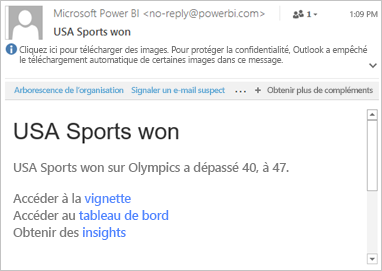 Microsoft Power BI <no-reply@powerbi.com>
1
1:09 PM
USA Sports won
Cliquez ici pour télécharger des images. Pour protéger la confidentialité, Outlook a empêché
le téléchargement automatique de certaines images dans ce message.
Arborescence de l'organisation Signaler un e-mail suspect ... + Obtenir plus de compléments
USA Sports won
USA Sports won sur Olympics a dépassé 40, à 47.
Accéder à la vignette
Accéder au tableau de bord
Obtenir des insights